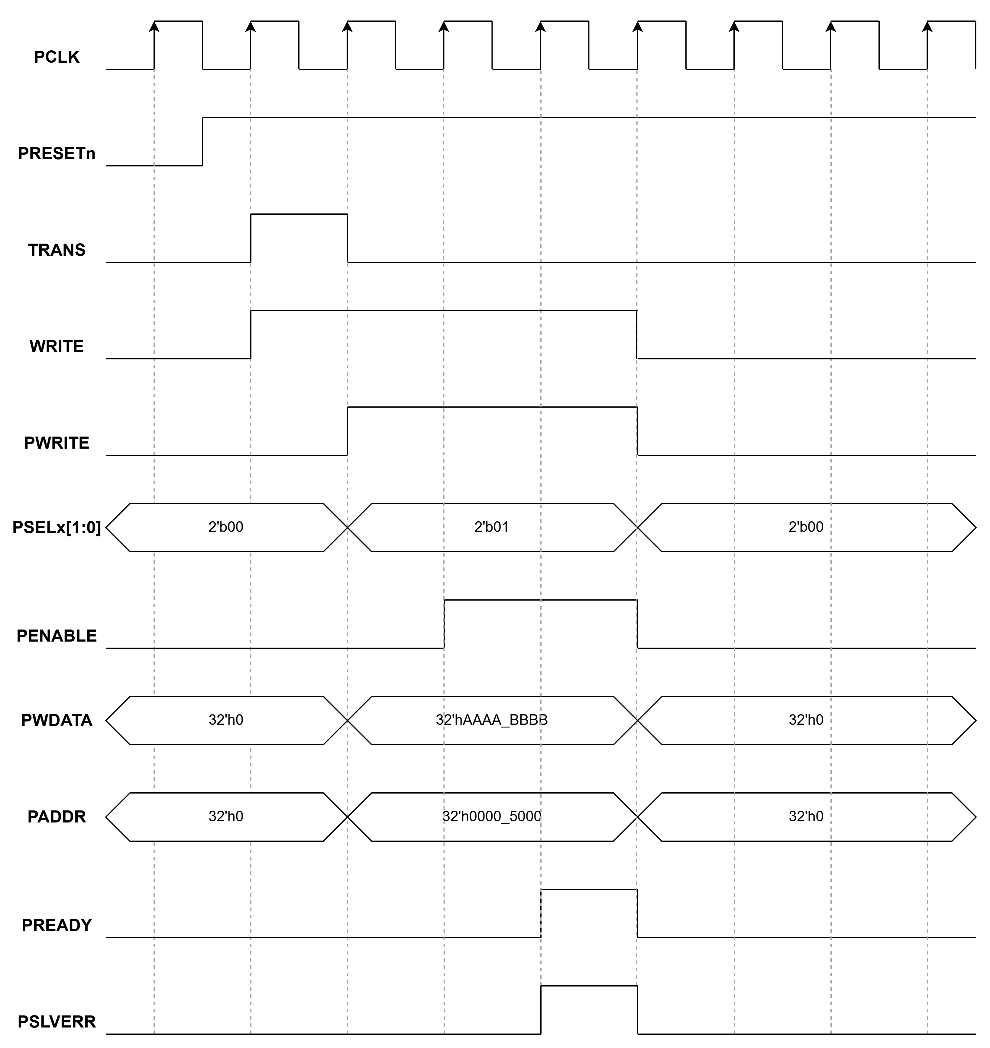 PCLK
PRESETn
TRANS
WRITE
PWRITE
PSELx[1:0] 2'b00 2'b01 2'b00
PENABLE
PWDATA 32'h0 32'hAAAA_BBBB 32'h0
PADDR 32'h0 32'h0000_5000 32'h0
PREADY
PSLVERR